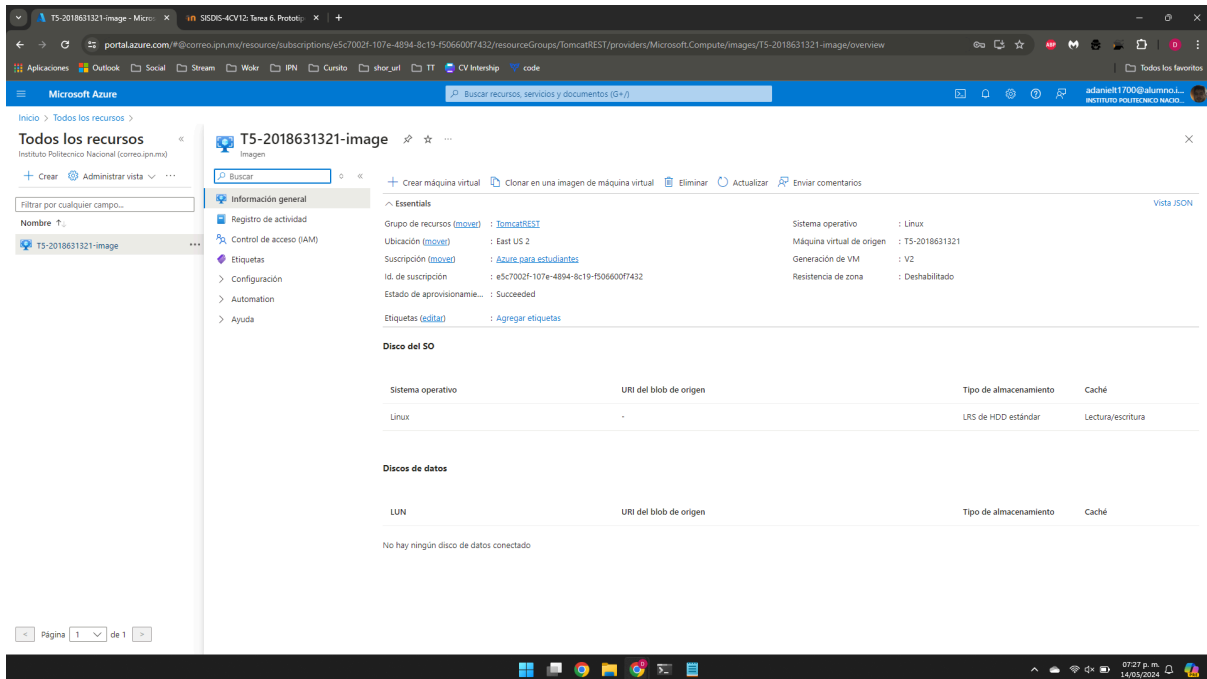 T5-2018631321-image - Micros
SISDIS-4CV12: Tarea 6. Prototip
portal.azure.com/#@correo.ipn.mx/resource/subscriptions/e5c7002f-107e-4894-8c19-f506600f7432/resourceGroups/TomcatREST/providers/Microsoft.Compute/images/T5-2018631321-image/overview
ABP
D
Aplicaciones Outlook Social Stream Wokr IPN Cursito shor_url TT CV Intership code
Todos los favoritos
Microsoft Azure
Buscar recursos, servicios y documentos (G+/)
adanielt1700@alumno.i...
INSTITUTO POLITECNICO NACIO...
Inicio > Todos los recursos >
Todos los recursos
Instituto Politecnico Nacional (correo.ipn.mx)
Crear Administrar vista
Filtrar por cualquier campo...
Nombre ↑↓
T5-2018631321-image
Página 1 de 1
T5-2018631321-image
Imagen
Buscar
Información general
Registro de actividad
Control de acceso (IAM)
Etiquetas
Configuración
Automation
Ayuda
Crear máquina virtual Clonar en una imagen de máquina virtual Eliminar Actualizar Enviar comentarios
Essentials
Vista JSON
Grupo de recursos (mover) : TomcatREST
Ubicación (mover) : East US 2
Suscripción (mover) : Azure para estudiantes
Id. de suscripción : e5c7002f-107e-4894-8c19-f506600f7432
Estado de aprovisionamie... : Succeeded
Etiquetas (editar) : Agregar etiquetas
Sistema operativo : Linux
Máquina virtual de origen : T5-2018631321
Generación de VM : V2
Resistencia de zona : Deshabilitado
Disco del SO
Sistema operativo URI del blob de origen Tipo de almacenamiento Caché
Linux - LRS de HDD estándar Lectura/escritura
Discos de datos
LUN URI del blob de origen Tipo de almacenamiento Caché
No hay ningún disco de datos conectado
07:27 p. m.
14/05/2024